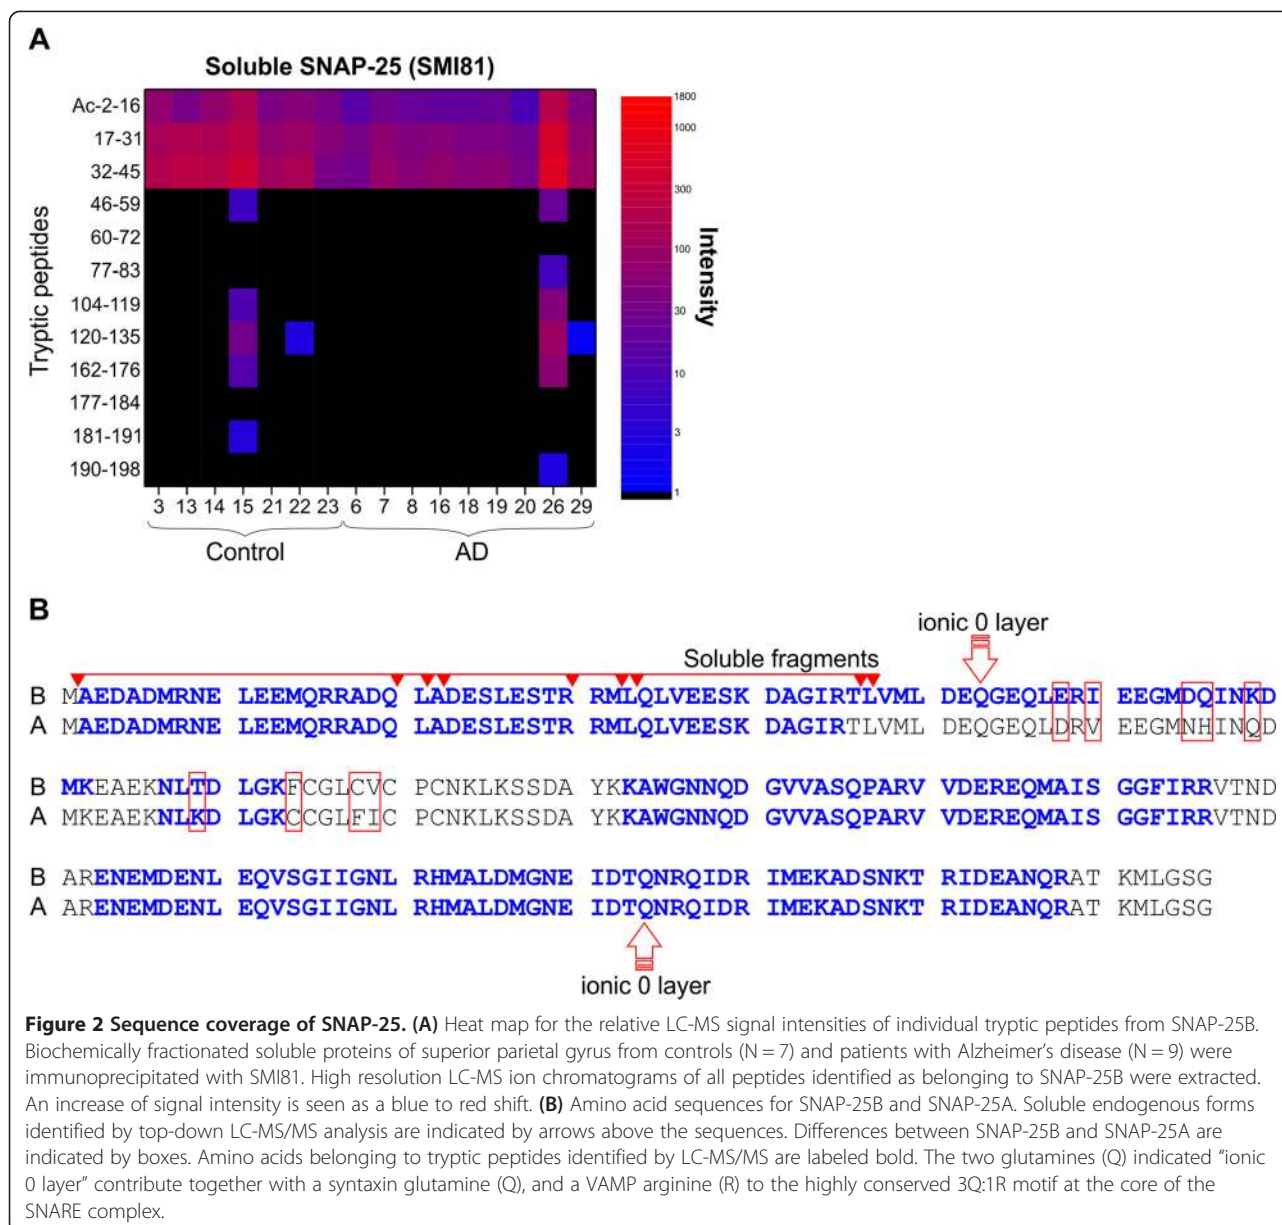 A
Soluble SNAP-25 (SMI81)
Tryptic peptides
Ac-2-16
17-31
32-45
46-59
60-72
77-83
104-119
120-135
162-176
177-184
181-191
190-198
3 13 14 15 21 22 23 6 7 8 16 18 19 20 26 29
Control AD
1800
1000
300
100
30
10
3
1
Intensity
B
ionic 0 layer
Soluble fragments
B MAEDADMRNE LEEMQRRADQ LADESLESTR RMLQLVEESK DAGIRTLVML DEQGEQLERI EEGMDQINKD
A MAEDADMRNE LEEMQRRADQ LADESLESTR RMLQLVEESK DAGIRTLVML DEQGEQLDRV EEGMNHINQD
B MKEAEKNLTD LGKFCGLCVC PCNKLKSSDA YKKAWGNNQD GVVASQPARV VDEREQMAIS GGFIRRVTND
A MKEAEKNLKD LGKCCGLFIC PCNKLKSSDA YKKAWGNNQD GVVASQPARV VDEREQMAIS GGFIRRVTND
B ARENEMDENL EQVSGIIGNL RHMALDMGNE IDTQNRQIDR IMEKADSNKT RIDEANQRAT KMLGSG
A ARENEMDENL EQVSGIIGNL RHMALDMGNE IDTQNRQIDR IMEKADSNKT RIDEANQRAT KMLGSG
ionic 0 layer
Figure 2 Sequence coverage of SNAP-25. (A) Heat map for the relative LC-MS signal intensities of individual tryptic peptides from SNAP-25B.
Biochemically fractionated soluble proteins of superior parietal gyrus from controls (N = 7) and patients with Alzheimer's disease (N = 9) were
immunoprecipitated with SMI81. High resolution LC-MS ion chromatograms of all peptides identified as belonging to SNAP-25B were extracted.
An increase of signal intensity is seen as a blue to red shift. (B) Amino acid sequences for SNAP-25B and SNAP-25A. Soluble endogenous forms
identified by top-down LC-MS/MS analysis are indicated by arrows above the sequences. Differences between SNAP-25B and SNAP-25A are
indicated by boxes. Amino acids belonging to tryptic peptides identified by LC-MS/MS are labeled bold. The two glutamines (Q) indicated "ionic
0 layer" contribute together with a syntaxin glutamine (Q), and a VAMP arginine (R) to the highly conserved 3Q:1R motif at the core of the
SNARE complex.